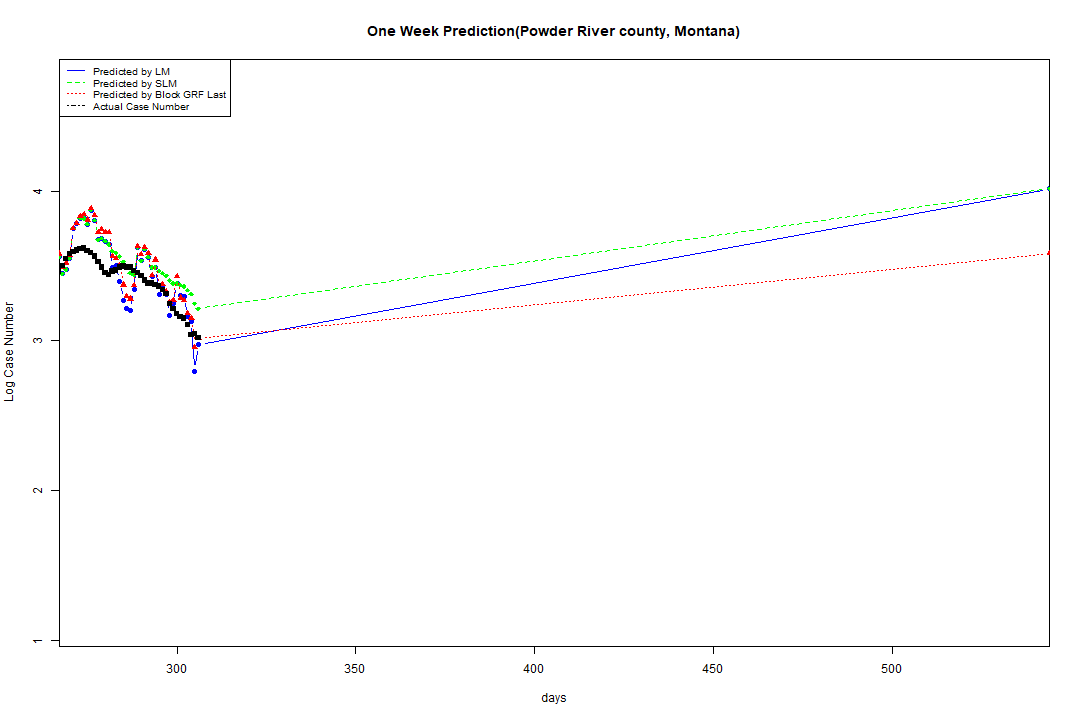 One Week Prediction(Powder River county, Montana)
Predicted by LM
Predicted by SLM
Predicted by Block GRF Last
Actual Case Number
4
3
2
1
Log Case Number
300 350 400 450 500
days